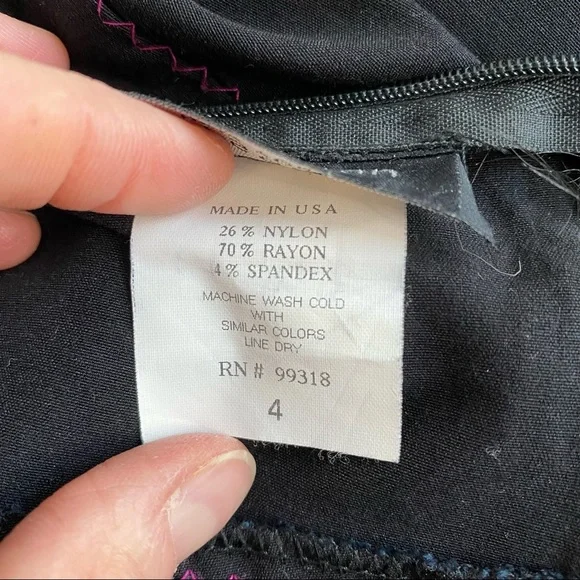 MADE IN USA
26% NYLON
70% RAYON
4% SPANDEX
MACHINE WASH COLD
WITH
SIMILAR COLORS
LINE DRY
RN# 99318
4